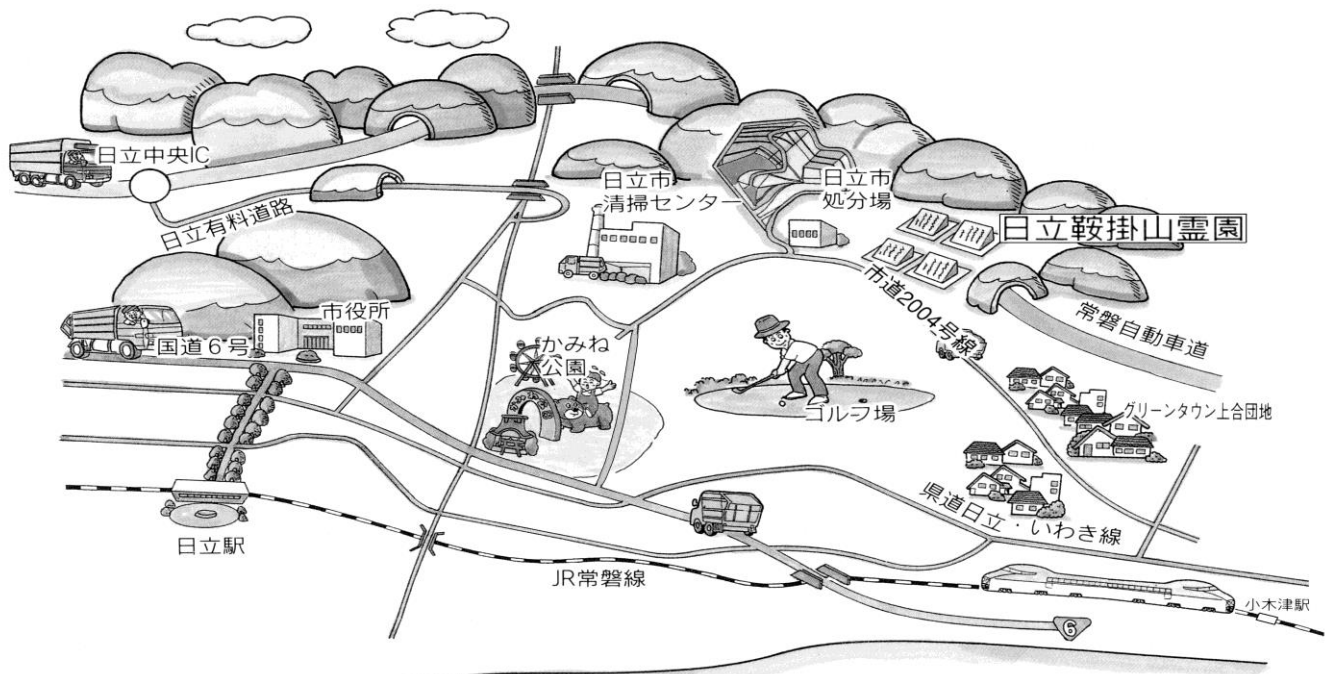 日立中央IC
日立有料道路
日立市
清掃センター
日立市
処分場
日立鞍掛山霊園
市道2004号線
常磐自動車道
市役所
国道6号
かみね
公園
ゴルフ場
グリーンタウン上合団地
県道日立・いわき線
日立駅
JR常磐線
小木津駅
6